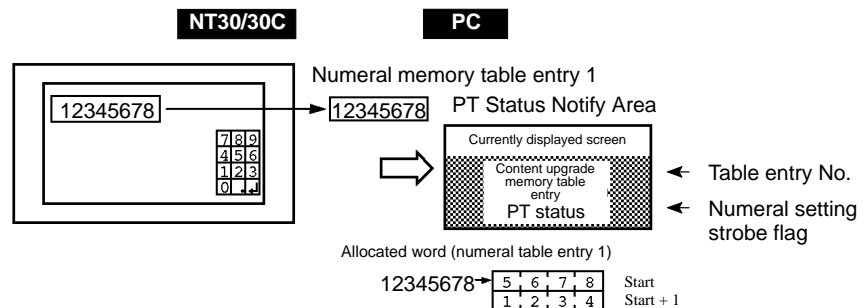 NT30/30C
PC
Numeral memory table entry 1
12345678
12345678
PT Status Notify Area
7 8 9
4 5 6
1 2 3
0 . ↲
Currently displayed screen
Content upgrade
memory table
entry
PT status
Table entry No.
Numeral setting
strobe flag
Allocated word (numeral table entry 1)
12345678
5 6 7 8 Start
1 2 3 4 Start + 1